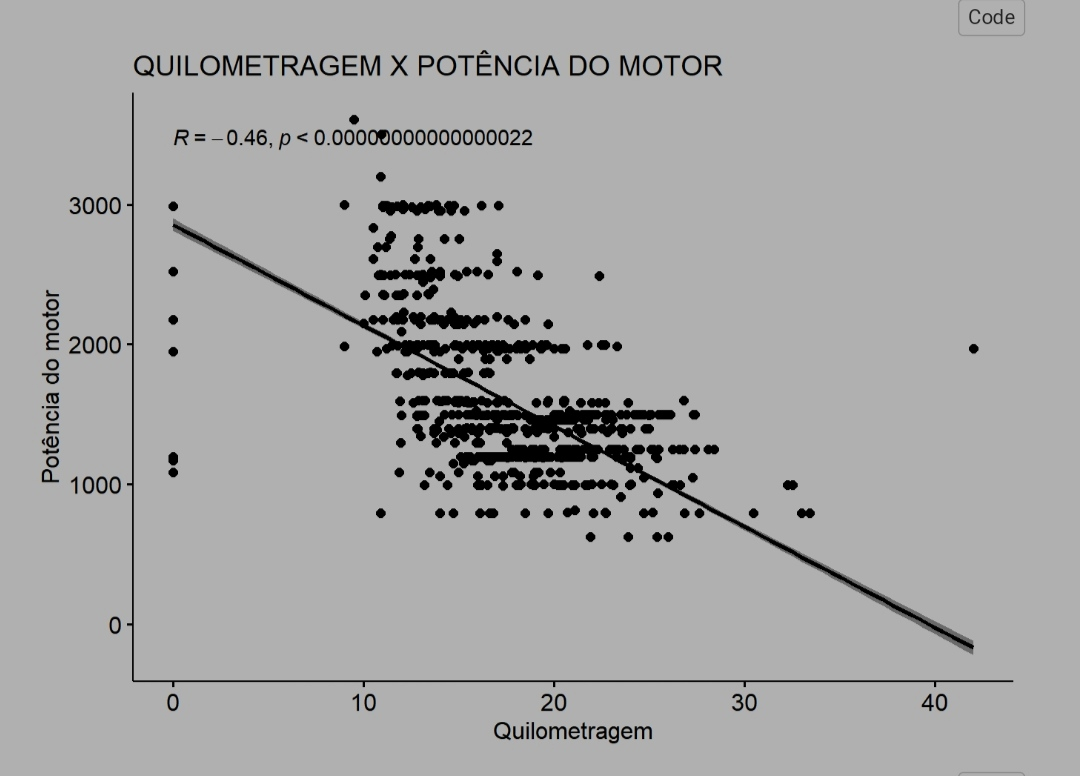 Code
QUILOMETRAGEM X POTÊNCIA DO MOTOR
R = −0.46, p < 0.00000000000000022
3000
2000
1000
0
Potência do motor
0 10 20 30 40
Quilometragem